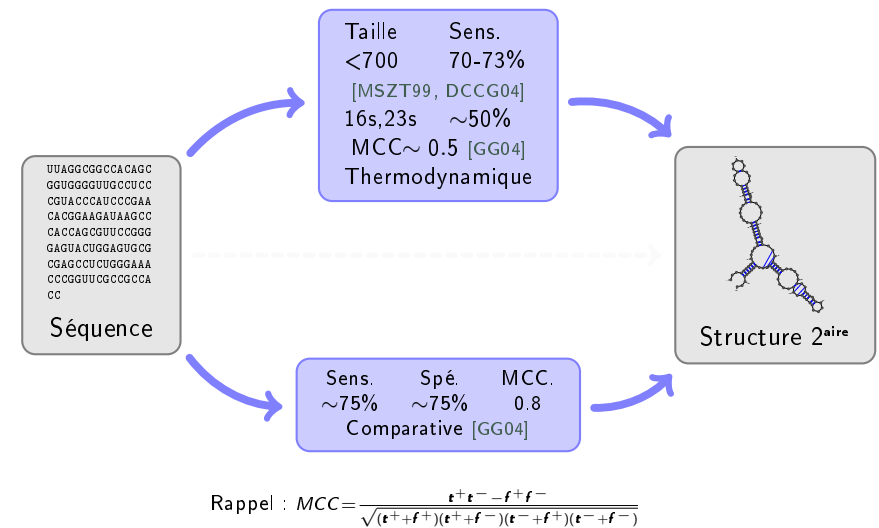 Taille Sens.
<700 70-73%
[MSZT99, DCCG04]
16s,23s ∼50%
MCC∼ 0.5 [GG04]
Thermodynamique
UUAGGCGGCCACAGC
GGUGGGGUUGCCUCC
CGUACCCAUCCCGAA
CACGGAAGAUAAGCC
CACCAGCGUUCCGGG
GAGUACUGGAGUGCG
CGAGCCUCUGGGAAA
CCCGGUUCGCCGCCA
CC
Séquence
Structure 2aire
Sens. Spé. MCC.
∼75% ∼75% 0.8
Comparative [GG04]
Rappel : MCC = t⁺t⁻ − f⁺f⁻ / √(t⁺+f⁺)(t⁺+f⁻)(t⁻+f⁺)(t⁻+f⁻)